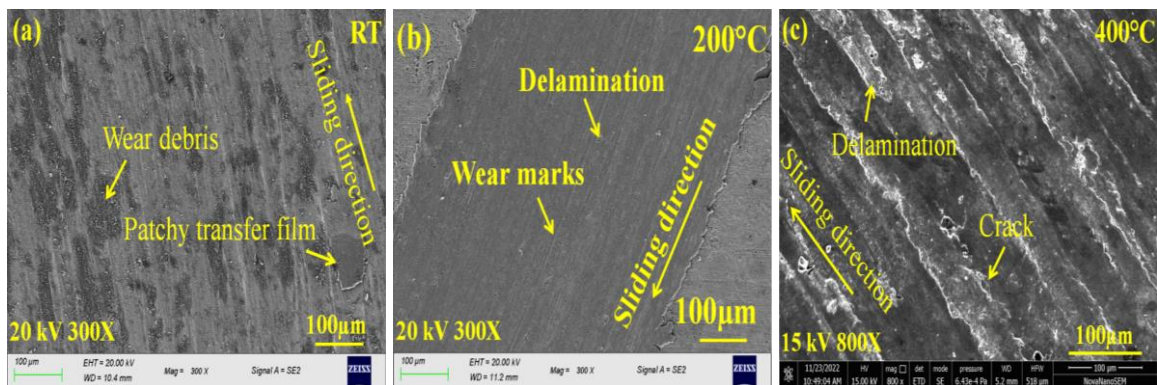 (a)
RT
Sliding direction
Wear debris
Patchy transfer film
20 kV 300X
100µm
100 µm
EHT = 20.00 kV
WD = 10.4 mm
Mag = 300 X
Signal A = SE2
ZEISS
(b)
200°C
Delamination
Wear marks
Sliding direction
20 kV 300X
100µm
100 µm
EHT = 20.00 kV
WD = 11.2 mm
Mag = 300 X
Signal A = SE2
ZEISS
(c)
400°C
Delamination
Sliding direction
Crack
15 kV 800X
100µm
11/23/2022 HV mag det mode pressure WD HFW 100 µm
10:49:04 AM 15.00 kV 800 x ETD SE 6.43e-4 Pa 5.2 mm 518 µm NovaNanoSEM